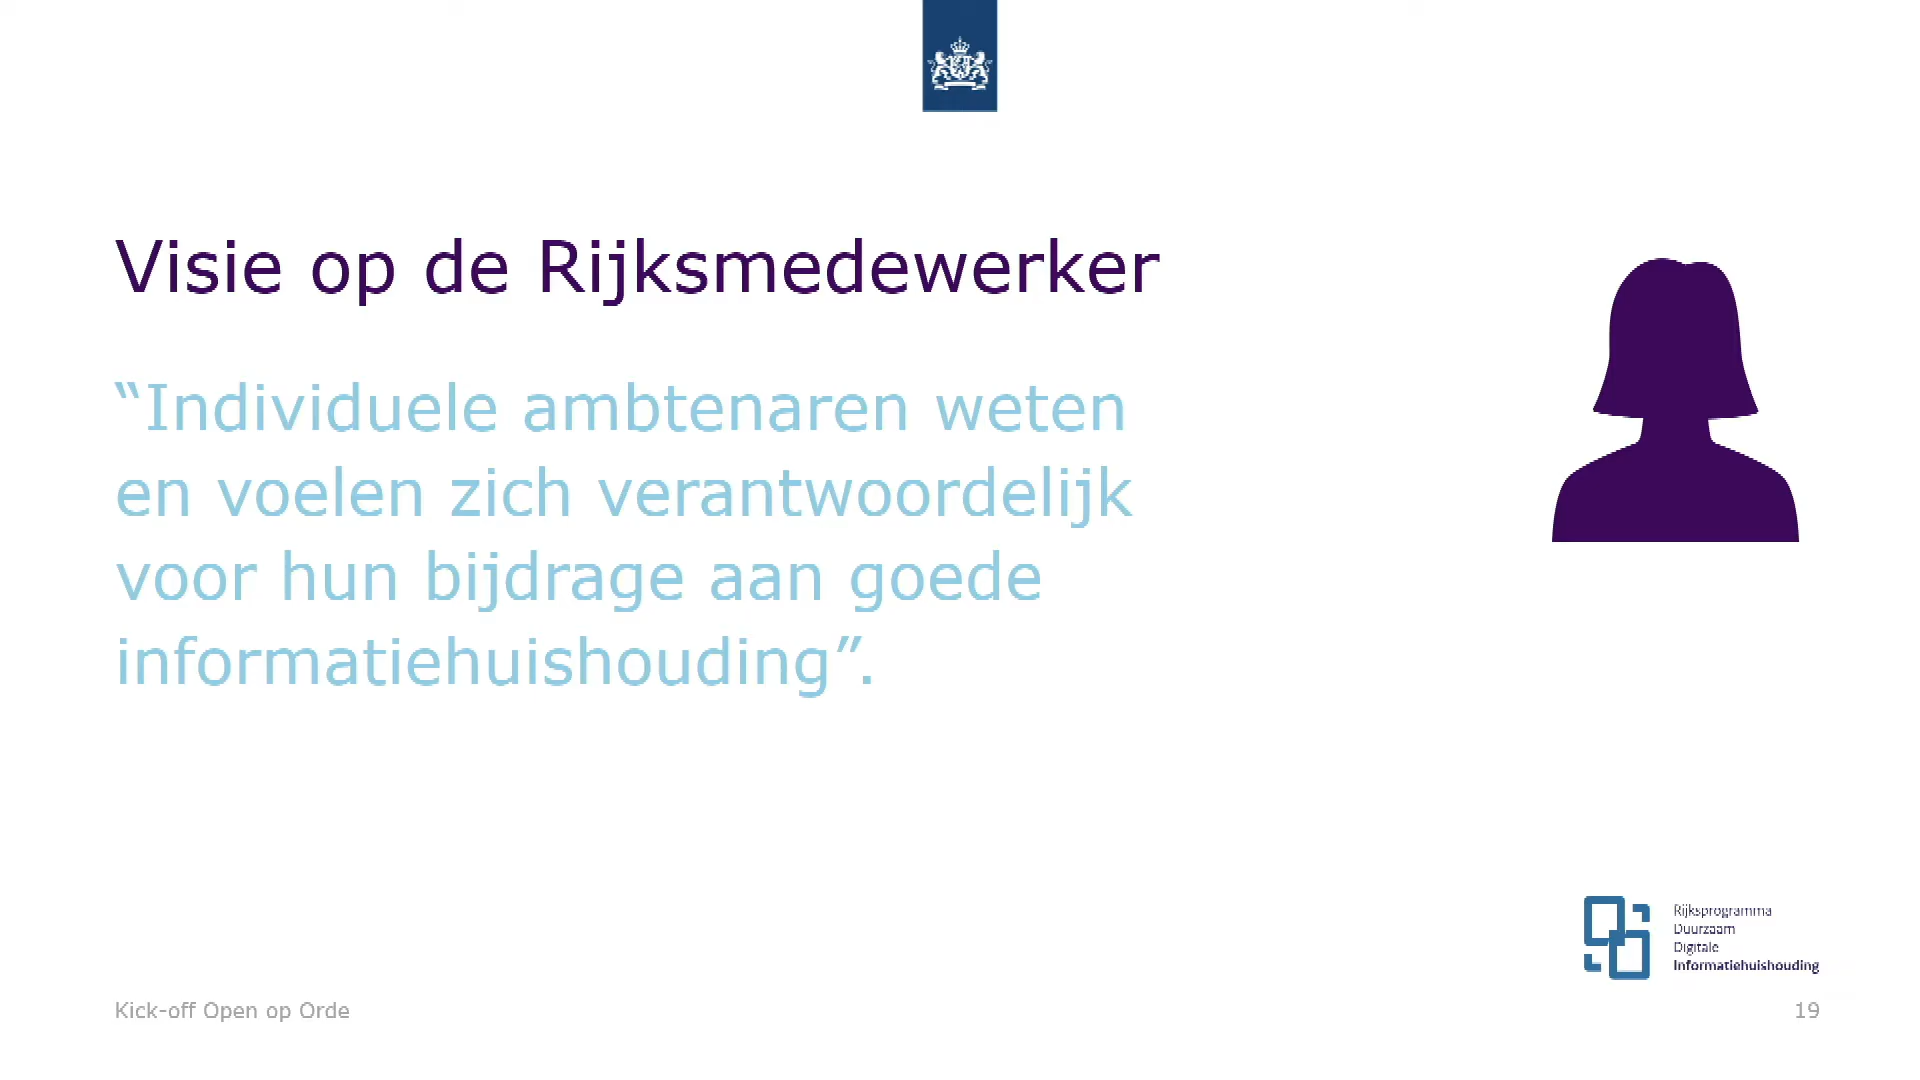 Visie op de Rijksmedewerker
“Individuele ambtenaren weten
en voelen zich verantwoordelijk
voor hun bijdrage aan goede
informatiehuishouding”.
Rijksprogramma
Duurzaam
Digitale
Informatiehuishouding
Kick-off Open op Orde
19